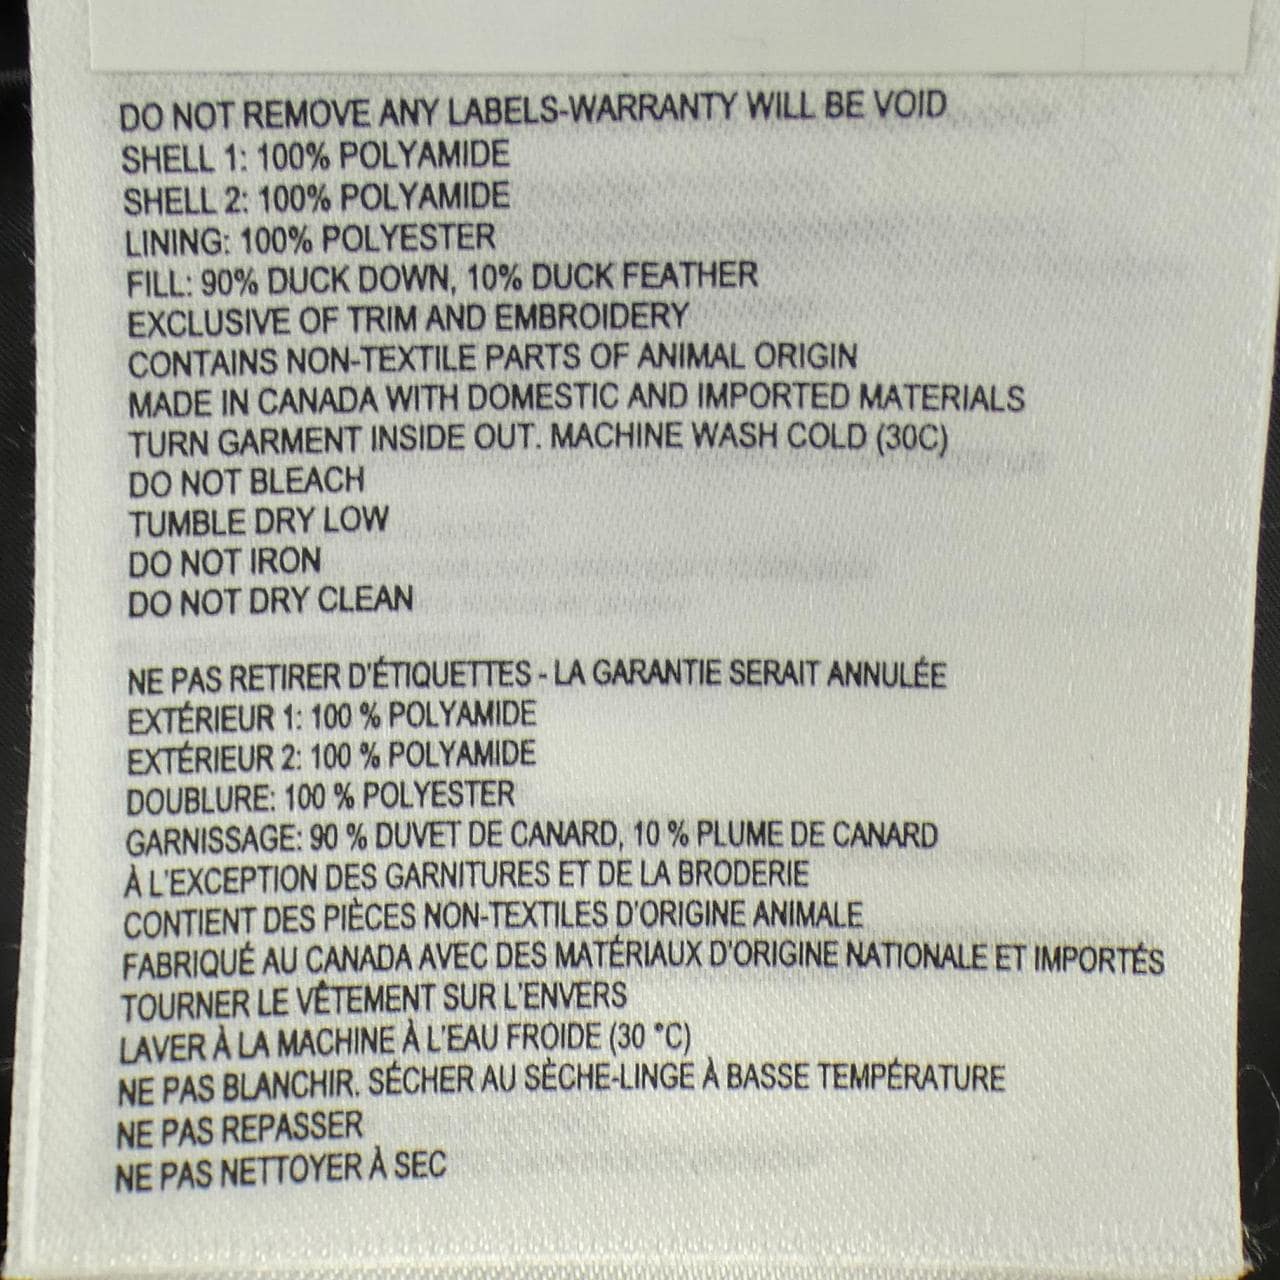 DO NOT REMOVE ANY LABELS-WARRANTY WILL BE VOID
SHELL 1: 100% POLYAMIDE
SHELL 2: 100% POLYAMIDE
LINING: 100% POLYESTER
FILL: 90% DUCK DOWN, 10% DUCK FEATHER
EXCLUSIVE OF TRIM AND EMBROIDERY
CONTAINS NON-TEXTILE PARTS OF ANIMAL ORIGIN
MADE IN CANADA WITH DOMESTIC AND IMPORTED MATERIALS
TURN GARMENT INSIDE OUT. MACHINE WASH COLD (30C)
DO NOT BLEACH
TUMBLE DRY LOW
DO NOT IRON
DO NOT DRY CLEAN
NE PAS RETIRER D'ÉTIQUETTES - LA GARANTIE SERAIT ANNULÉE
EXTÉRIEUR 1: 100 % POLYAMIDE
EXTÉRIEUR 2: 100 % POLYAMIDE
DOUBLURE: 100 % POLYESTER
GARNISSAGE: 90 % DUVET DE CANARD, 10 % PLUME DE CANARD
À L'EXCEPTION DES GARNITURES ET DE LA BRODERIE
CONTIENT DES PIÈCES NON-TEXTILES D'ORIGINE ANIMALE
FABRIQUÉ AU CANADA AVEC DES MATÉRIAUX D'ORIGINE NATIONALE ET IMPORTÉS
TOURNER LE VÊTEMENT SUR L'ENVERS
LAVER À LA MACHINE À L'EAU FROIDE (30 °C)
NE PAS BLANCHIR. SÉCHER AU SÈCHE-LINGE À BASSE TEMPÉRATURE
NE PAS REPASSER
NE PAS NETTOYER À SEC